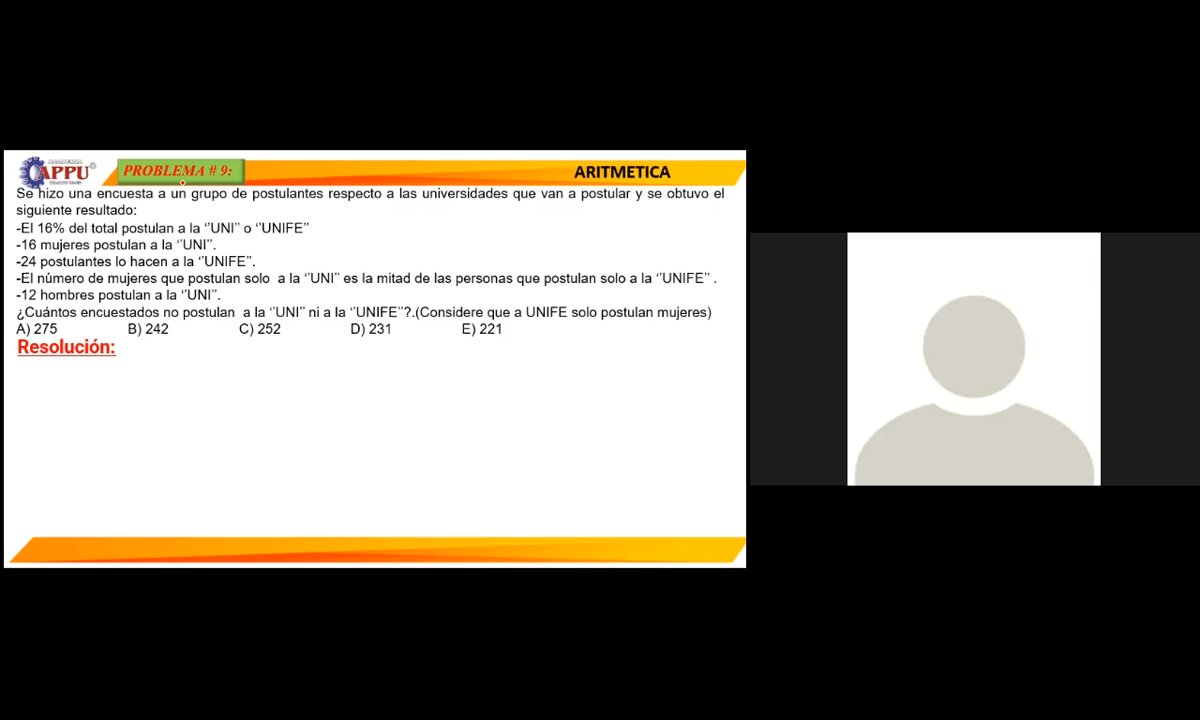 APPU
PROBLEMA # 9:
ARITMETICA
Se hizo una encuesta a un grupo de postulantes respecto a las universidades que van a postular y se obtuvo el
siguiente resultado:
-El 16% del total postulan a la ‘’UNI’’ o ‘’UNIFE’’
-16 mujeres postulan a la ‘’UNI’’.
-24 postulantes lo hacen a la ‘’UNIFE’’.
-El número de mujeres que postulan solo a la ‘’UNI’’ es la mitad de las personas que postulan solo a la ‘’UNIFE’’ .
-12 hombres postulan a la ‘’UNI’’.
¿Cuántos encuestados no postulan a la ‘’UNI’’ ni a la ‘’UNIFE’’?.(Considere que a UNIFE solo postulan mujeres)
A) 275 B) 242 C) 252 D) 231 E) 221
Resolución: